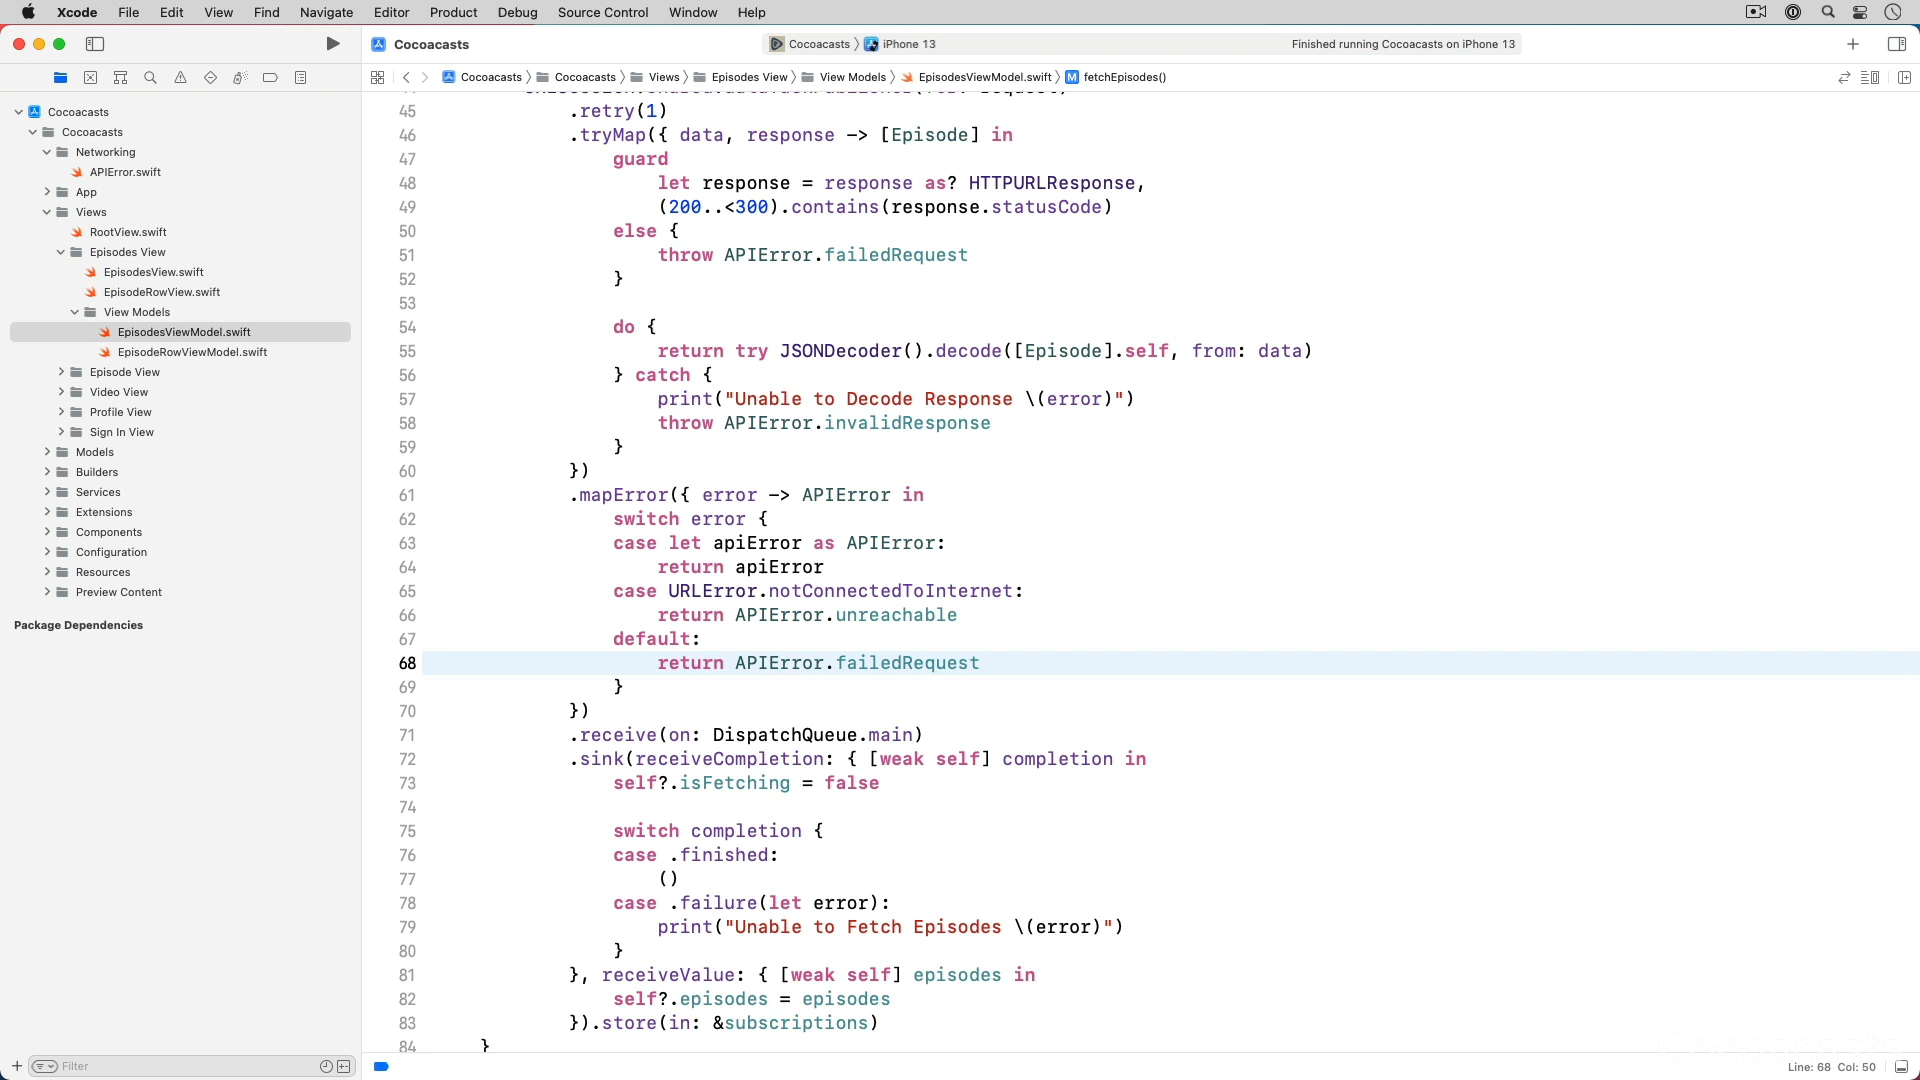 Xcode File Edit View Find Navigate Editor Product Debug Source Control Window Help
Cocoacasts
Cocoacasts iPhone 13
Finished running Cocoacasts on iPhone 13
Cocoacasts Cocoacasts Views Episodes View View Models EpisodesViewModel.swift M fetchEpisodes()
Cocoacasts
Cocoacasts
Networking
APIError.swift
App
Views
RootView.swift
Episodes View
EpisodesView.swift
EpisodeRowView.swift
View Models
EpisodesViewModel.swift
EpisodeRowViewModel.swift
Episode View
Video View
Profile View
Sign In View
Models
Builders
Services
Extensions
Components
Configuration
Resources
Preview Content
Package Dependencies
Filter
45 .retry(1)
46 .tryMap({ data, response -> [Episode] in
47 guard
48 let response = response as? HTTPURLResponse,
49 (200..<300).contains(response.statusCode)
50 else {
51 throw APIError.failedRequest
52 }
53
54 do {
55 return try JSONDecoder().decode([Episode].self, from: data)
56 } catch {
57 print("Unable to Decode Response \(error)")
58 throw APIError.invalidResponse
59 }
60 })
61 .mapError({ error -> APIError in
62 switch error {
63 case let apiError as APIError:
64 return apiError
65 case URLError.notConnectedToInternet:
66 return APIError.unreachable
67 default:
68 return APIError.failedRequest
69 }
70 })
71 .receive(on: DispatchQueue.main)
72 .sink(receiveCompletion: { [weak self] completion in
73 self?.isFetching = false
74
75 switch completion {
76 case .finished:
77 ()
78 case .failure(let error):
79 print("Unable to Fetch Episodes \(error)")
80 }
81 }, receiveValue: { [weak self] episodes in
82 self?.episodes = episodes
83 }).store(in: &subscriptions)
84 }
Line: 68 Col: 50